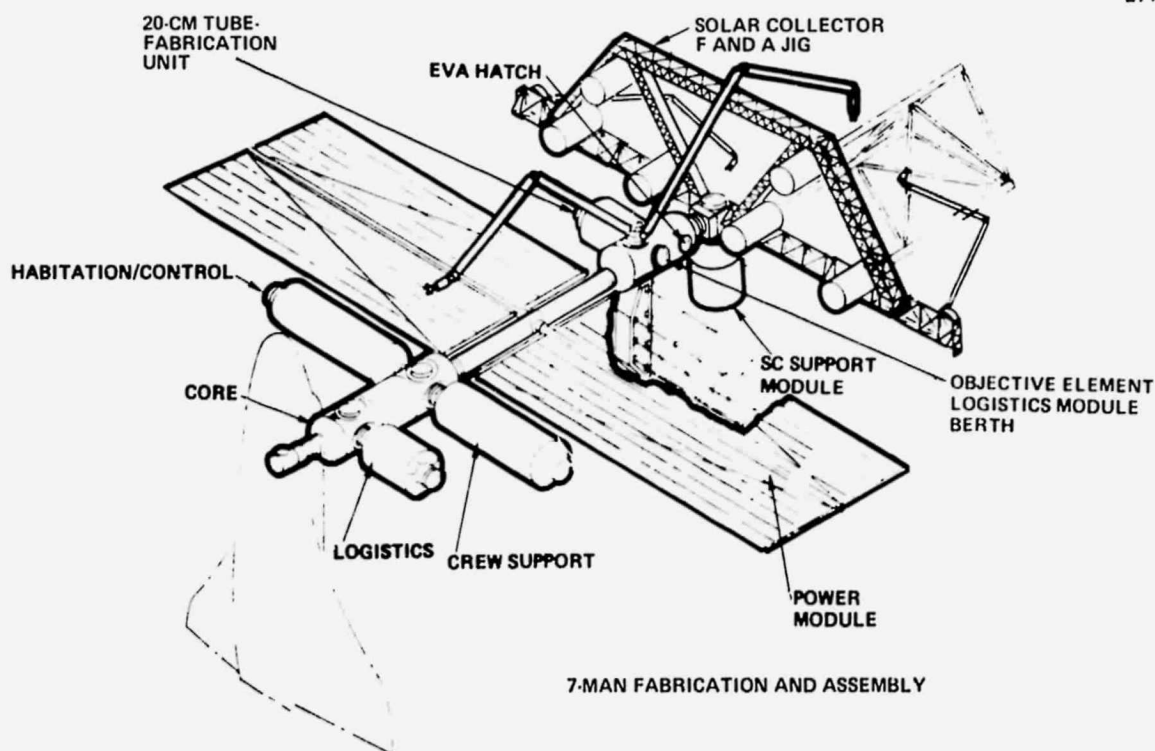 20-CM TUBE-
FABRICATION
UNIT
SOLAR COLLECTOR
F AND A JIG
EVA HATCH
HABITATION/CONTROL
CORE
SC SUPPORT
MODULE
OBJECTIVE ELEMENT
LOGISTICS MODULE
BERTH
LOGISTICS
CREW SUPPORT
POWER
MODULE
7-MAN FABRICATION AND ASSEMBLY